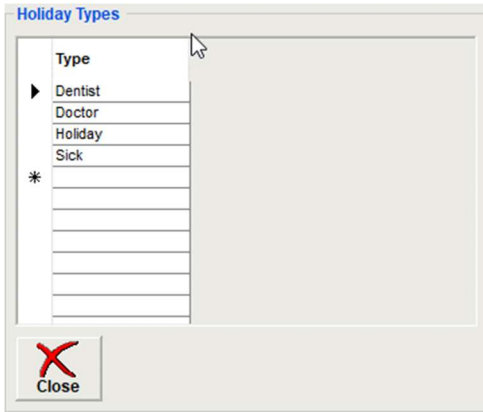 Holiday Types
Type
Dentist
Doctor
Holiday
Sick
Close